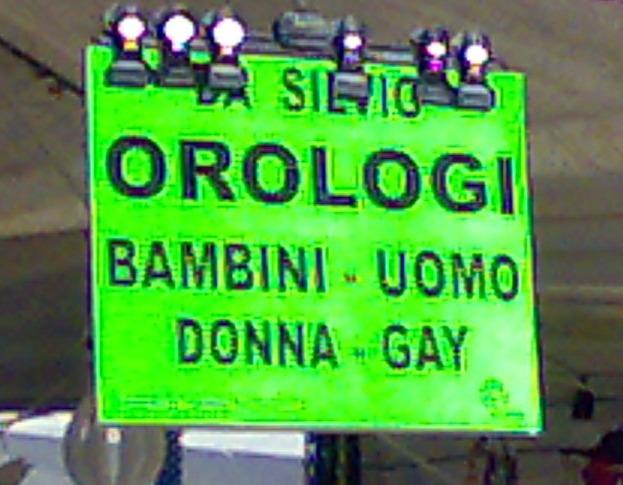 DA SILVIO
OROLOGI
BAMBINI - UOMO
DONNA - GAY